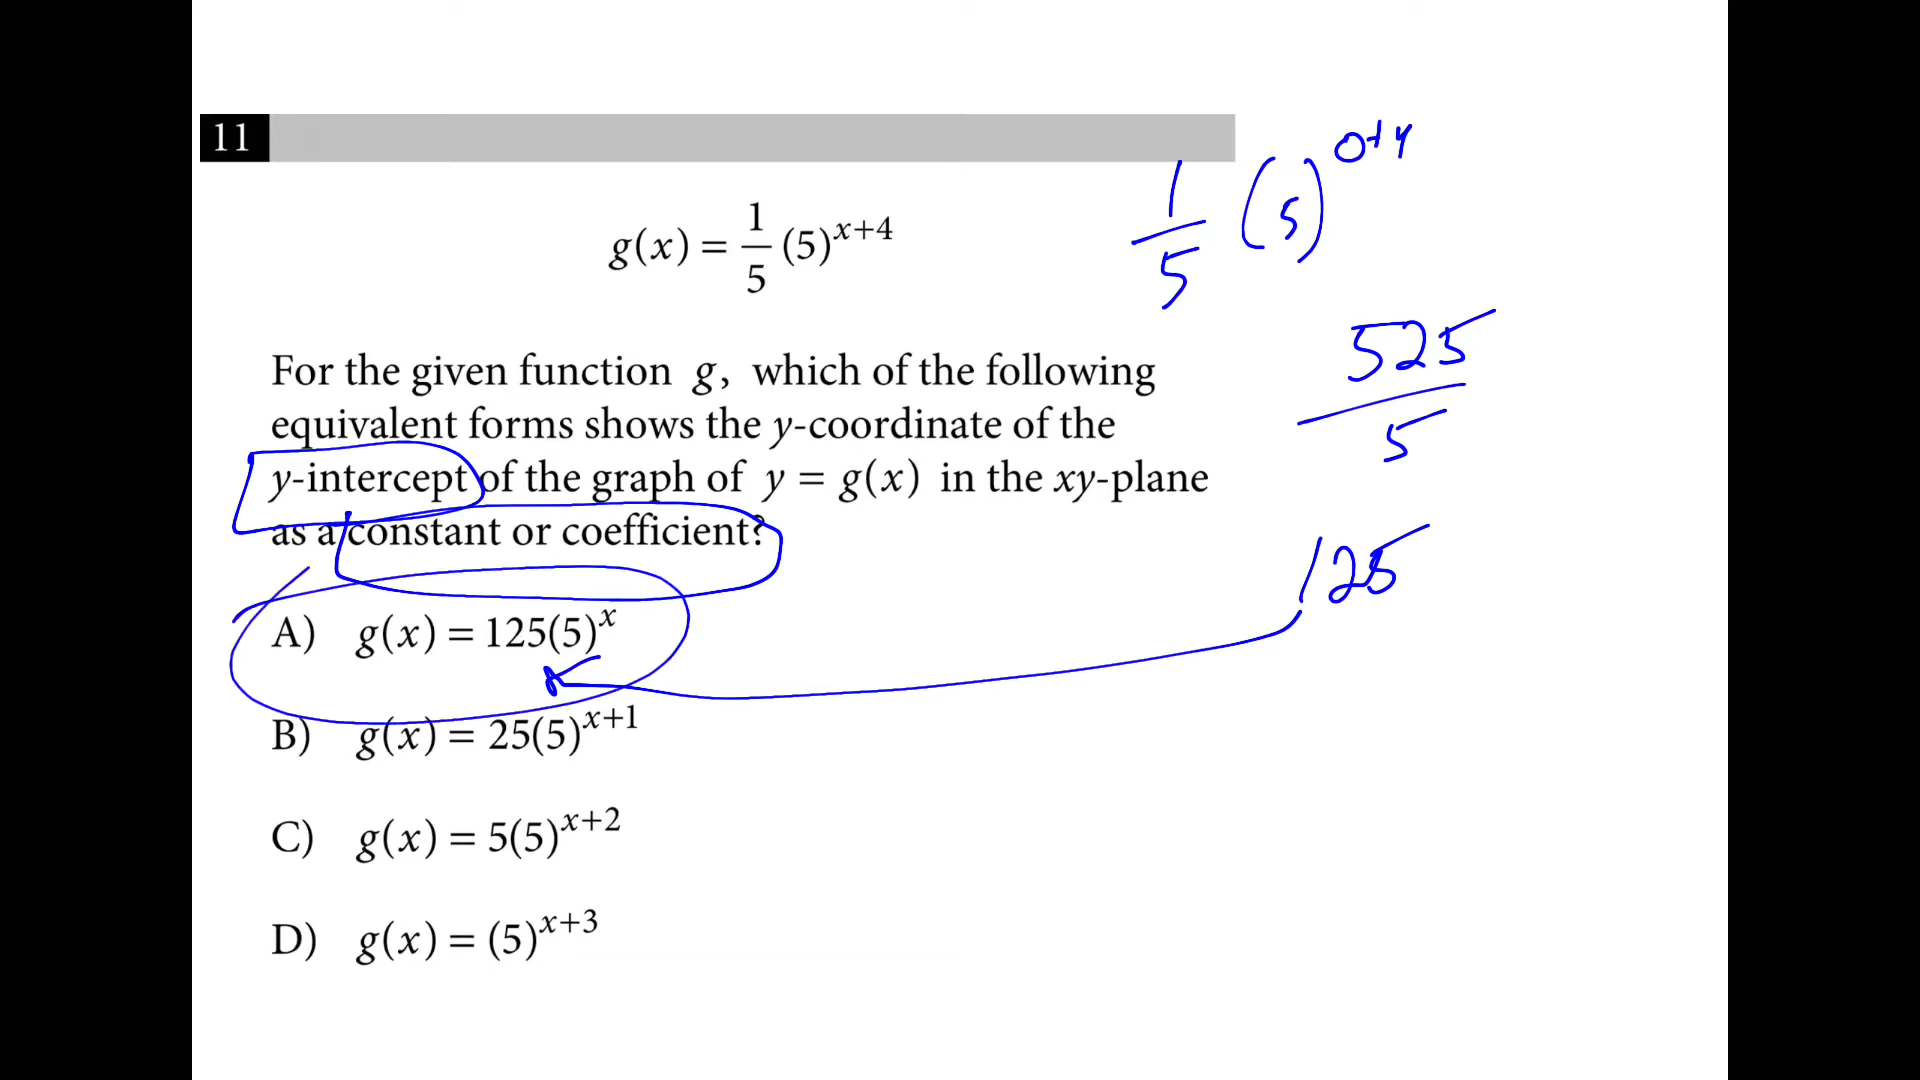 11
g(x) = 1/5 (5)^{x+4}
For the given function g, which of the following
equivalent forms shows the y-coordinate of the
y-intercept of the graph of y = g(x) in the xy-plane
as a constant or coefficient?
A) g(x) = 125(5)^x
B) g(x) = 25(5)^{x+1}
C) g(x) = 5(5)^{x+2}
D) g(x) = (5)^{x+3}
1/5 (5)^{0+4}
525/5
125